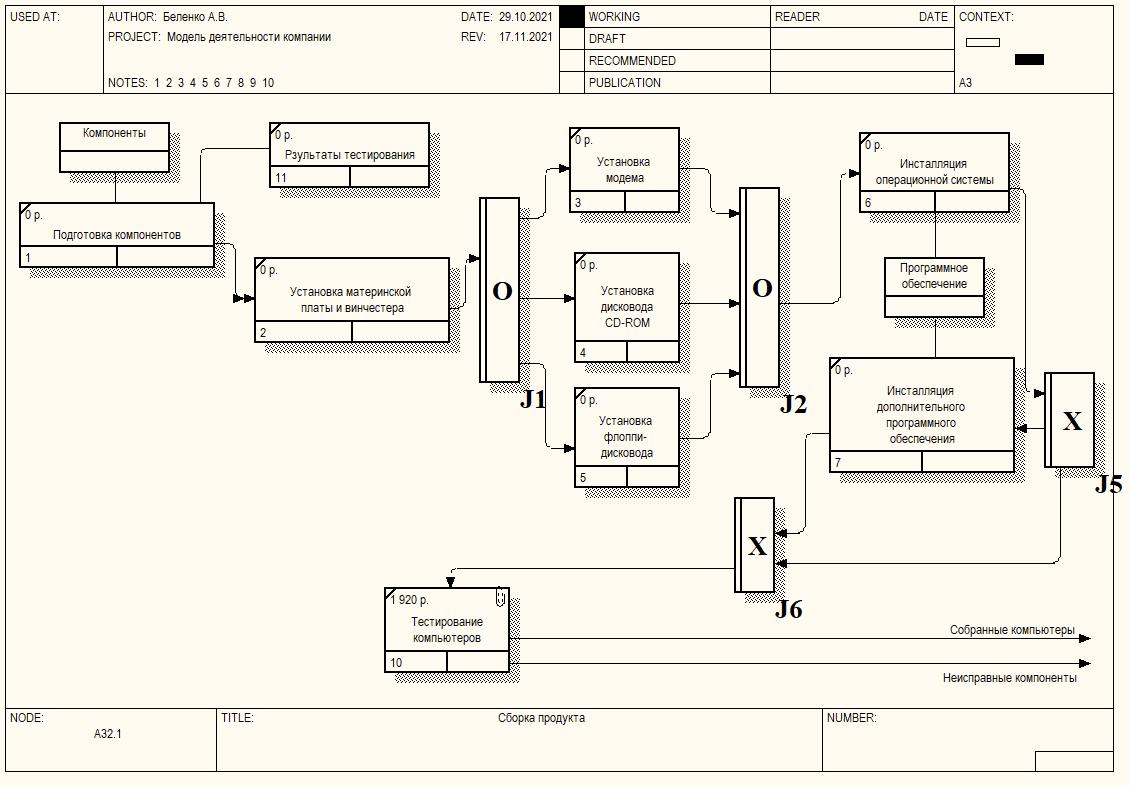 USED AT:
AUTHOR: Беленко А.В.
DATE: 29.10.2021
PROJECT: Модель деятельности компании
REV: 17.11.2021
NOTES: 1 2 3 4 5 6 7 8 9 10
WORKING
DRAFT
RECOMMENDED
PUBLICATION
READER
DATE
CONTEXT:
A3
Компоненты
0 р.
Рзультаты тестирования
11
0 р.
Подготовка компонентов
1
0 р.
Установка материнской
платы и винчестера
2
O
J1
0 р.
Установка
модема
3
0 р.
Установка
дисковода
CD-ROM
4
0 р.
Установка
флоппи-
дисковода
5
O
J2
0 р.
Инсталляция
операционной системы
6
Программное
обеспечение
0 р.
Инсталляция
дополнительного
программного
обеспечения
7
X
J5
X
J6
1 920 р.
Тестирование
компьютеров
10
Собранные компьютеры
Неисправные компоненты
NODE:
A32.1
TITLE:
Сборка продукта
NUMBER: